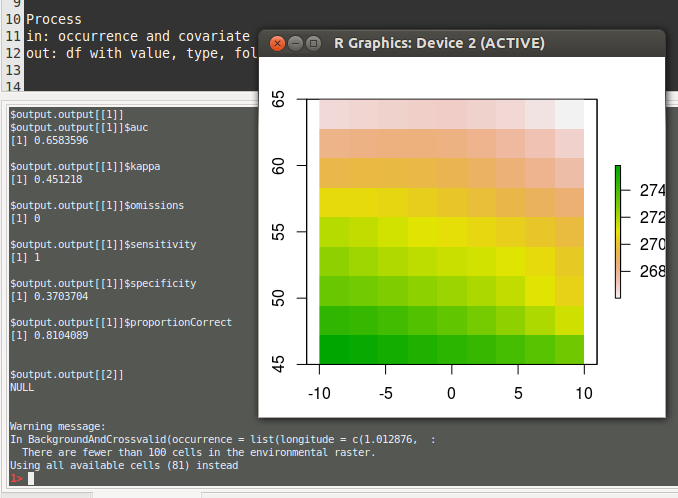 9
10 Process
11 in: occurrence and covariate
12 out: df with value, type, fol
13
14
$output.output[[1]]
$output.output[[1]]$auc
[1] 0.6583596
$output.output[[1]]$kappa
[1] 0.451218
$output.output[[1]]$omissions
[1] 0
$output.output[[1]]$sensitivity
[1] 1
$output.output[[1]]$specificity
[1] 0.3703704
$output.output[[1]]$proportionCorrect
[1] 0.8104089
$output.output[[2]]
NULL
Warning message:
In BackgroundAndCrossvalid(occurrence = list(longitude = c(1.012876,  :
  There are fewer than 100 cells in the environmental raster.
Using all available cells (81) instead
1>
R Graphics: Device 2 (ACTIVE)
65
60
55
50
45
-10 -5 0 5 10
274
272
270
268